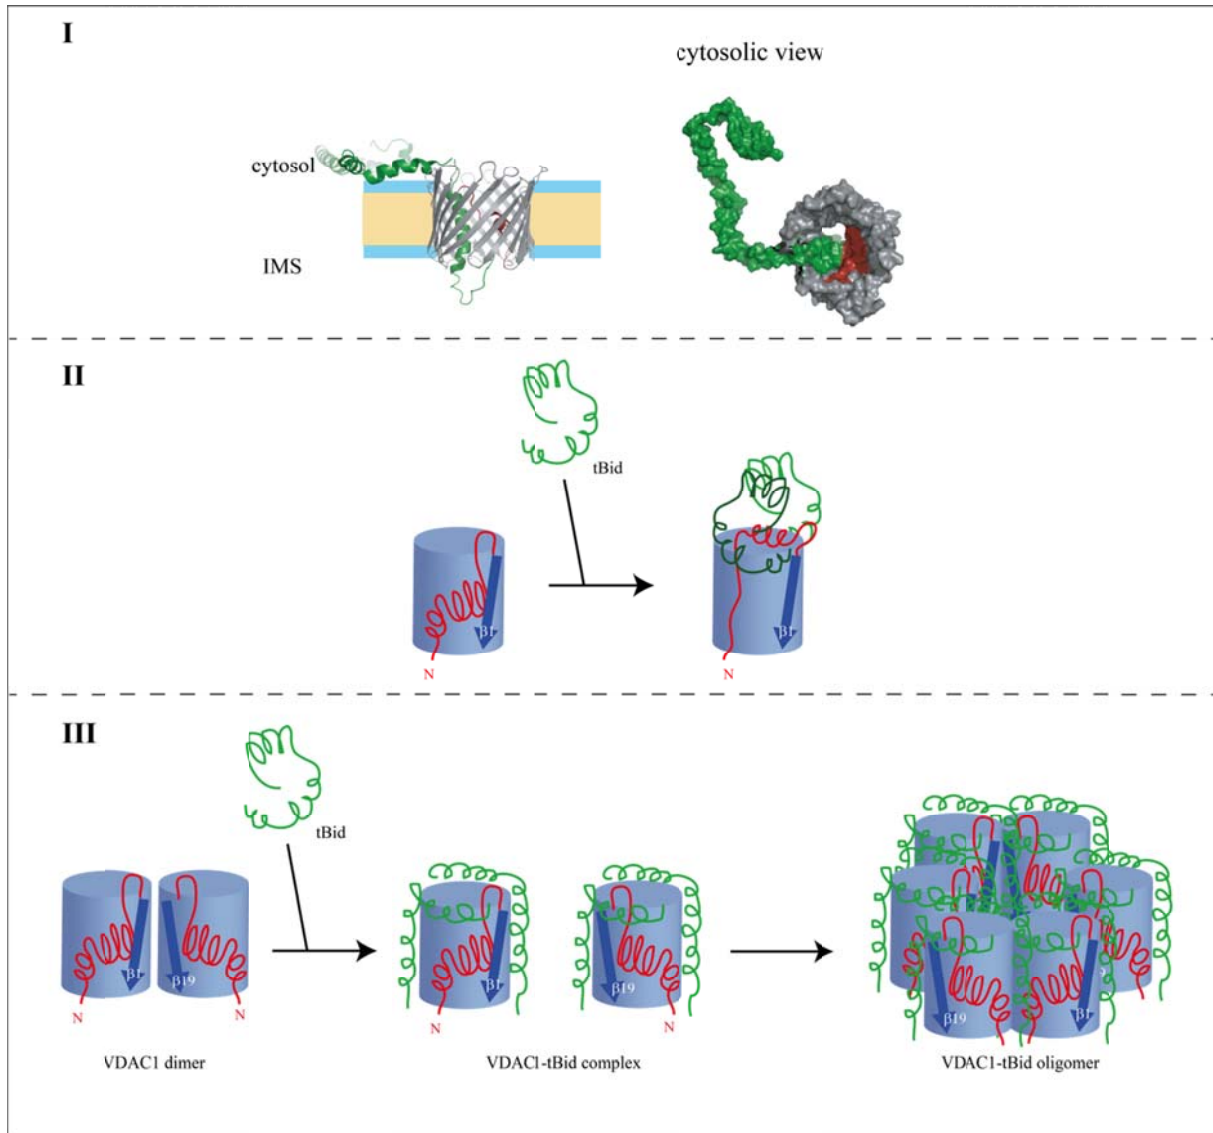 I
cytosolic view
cytosol
IMS
II
tBid
β1
β1
N
N
III
tBid
β1
β19
β1
β19
β19
β1
N
N
N
N
VDAC1 dimer
VDAC1-tBid complex
VDAC1-tBid oligomer